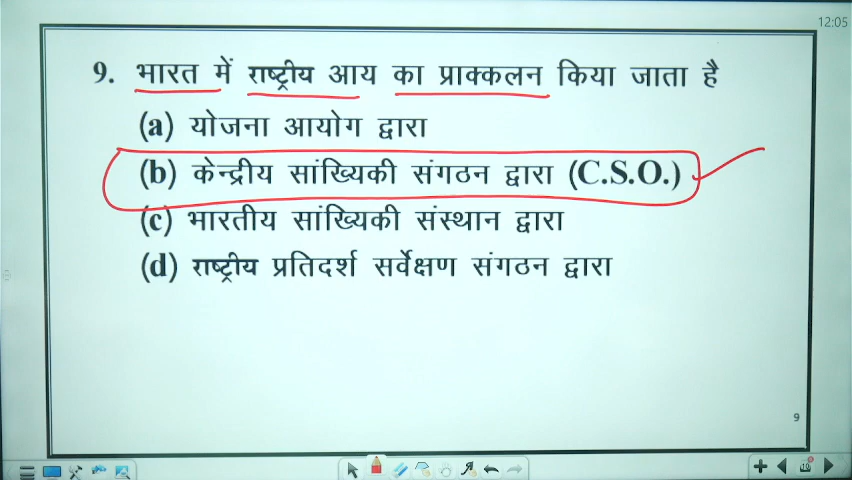 12:05
9. भारत में राष्ट्रीय आय का प्राक्कलन किया जाता है
(a) योजना आयोग द्वारा
(b) केन्द्रीय सांख्यिकी संगठन द्वारा (C.S.O.)
(c) भारतीय सांख्यिकी संस्थान द्वारा
(d) राष्ट्रीय प्रतिदर्श सर्वेक्षण संगठन द्वारा
9